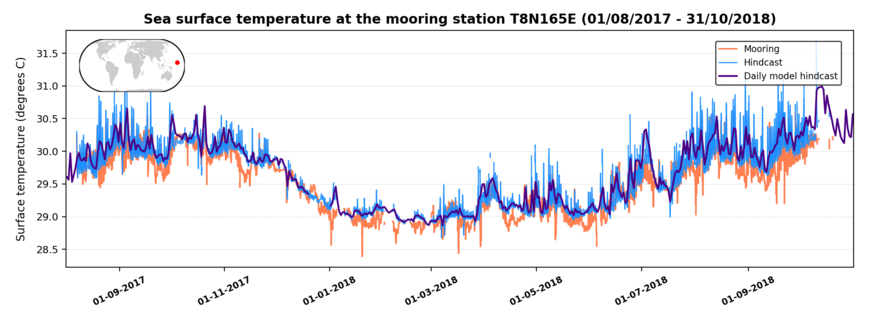 Sea surface temperature at the mooring station T8N165E (01/08/2017 - 31/10/2018)
Surface temperature (degrees C)
31.5
31.0
30.5
30.0
29.5
29.0
28.5
Mooring
Hindcast
Daily model hindcast
01-09-2017
01-11-2017
01-01-2018
01-03-2018
01-05-2018
01-07-2018
01-09-2018